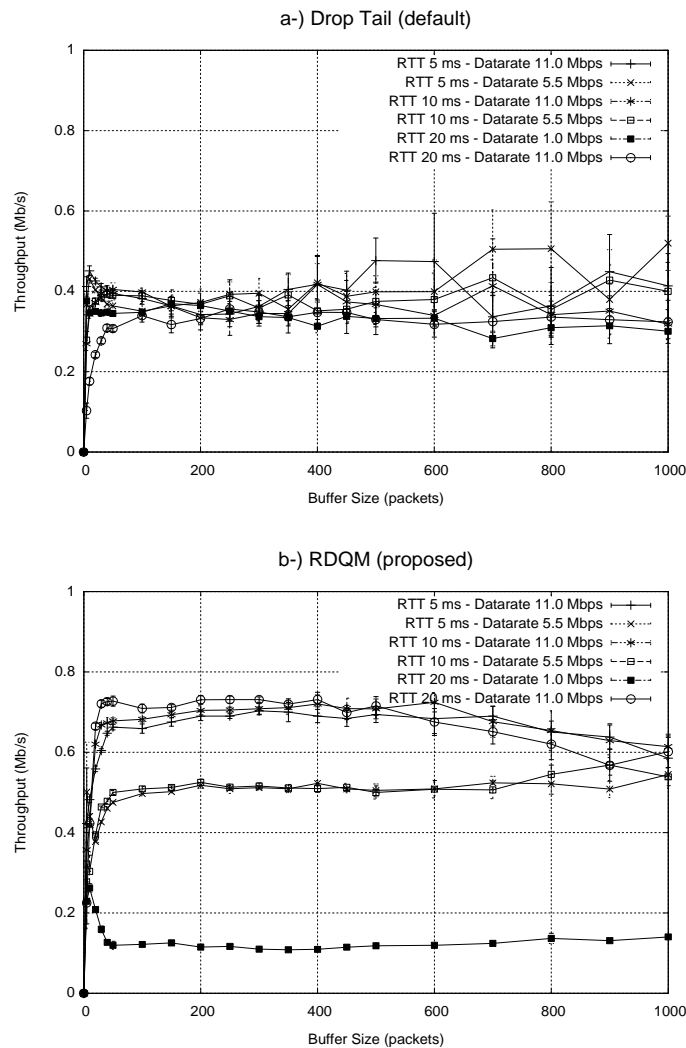 a-) Drop Tail (default)
1
0.8
0.6
0.4
0.2
0
0 200 400 600 800 1000
Throughput (Mb/s)
Buffer Size (packets)
RTT 5 ms - Datarate 11.0 Mbps
RTT 5 ms - Datarate 5.5 Mbps
RTT 10 ms - Datarate 11.0 Mbps
RTT 10 ms - Datarate 5.5 Mbps
RTT 20 ms - Datarate 1.0 Mbps
RTT 20 ms - Datarate 11.0 Mbps
b-) RDQM (proposed)
1
0.8
0.6
0.4
0.2
0
0 200 400 600 800 1000
Throughput (Mb/s)
Buffer Size (packets)
RTT 5 ms - Datarate 11.0 Mbps
RTT 5 ms - Datarate 5.5 Mbps
RTT 10 ms - Datarate 11.0 Mbps
RTT 10 ms - Datarate 5.5 Mbps
RTT 20 ms - Datarate 1.0 Mbps
RTT 20 ms - Datarate 11.0 Mbps